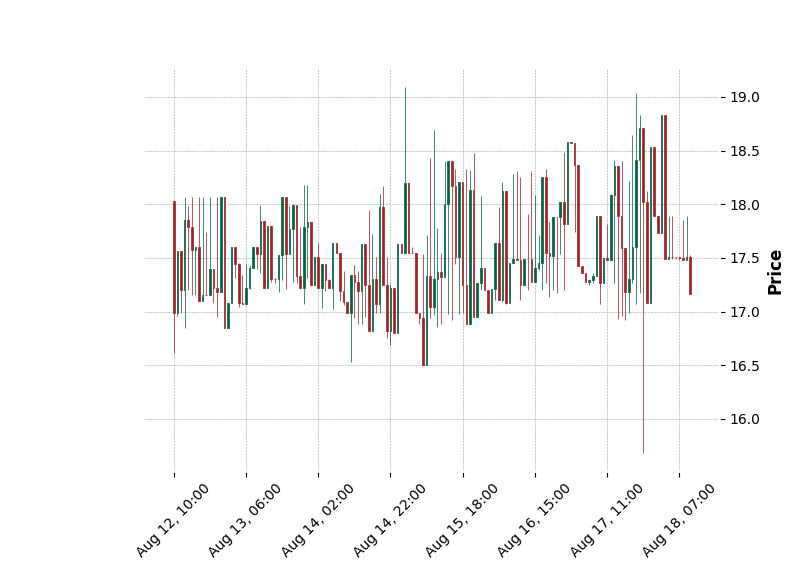 19.0
18.5
18.0
17.5
17.0
16.5
16.0
Price
Aug 12, 10:00
Aug 13, 06:00
Aug 14, 02:00
Aug 14, 22:00
Aug 15, 18:00
Aug 16, 15:00
Aug 17, 11:00
Aug 18, 07:00